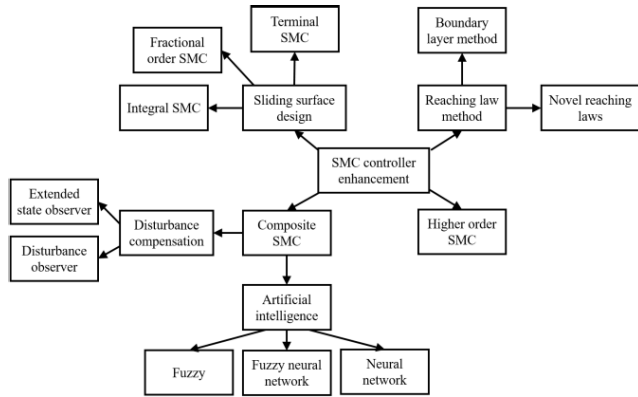 Boundary
layer method
Terminal
SMC
Fractional
order SMC
Integral SMC
Sliding surface
design
Reaching law
method
Novel reaching
laws
SMC controller
enhancement
Extended
state observer
Disturbance
compensation
Composite
SMC
Higher order
SMC
Disturbance
observer
Artificial
intelligence
Fuzzy
Fuzzy neural
network
Neural
network